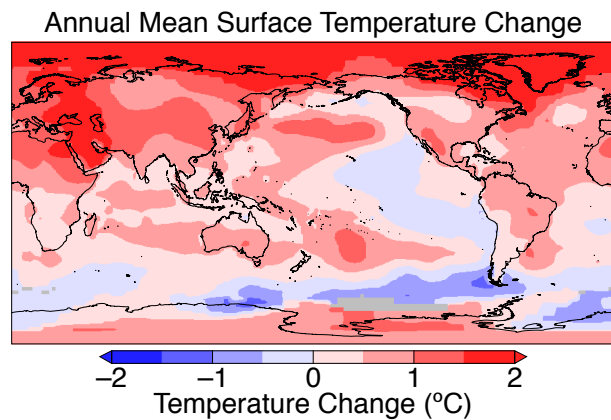 Annual Mean Surface Temperature Change
−2 −1 0 1 2
Temperature Change (ºC)